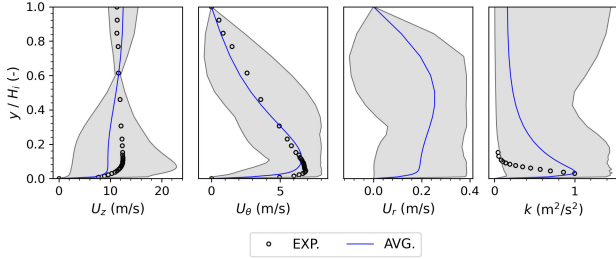 y / H_i (-)
1.0
0.8
0.6
0.4
0.2
0.0
0 10 20
0 5
0.0 0.2 0.4
0 1
U_z (m/s)
U_θ (m/s)
U_r (m/s)
k (m²/s²)
EXP. AVG.